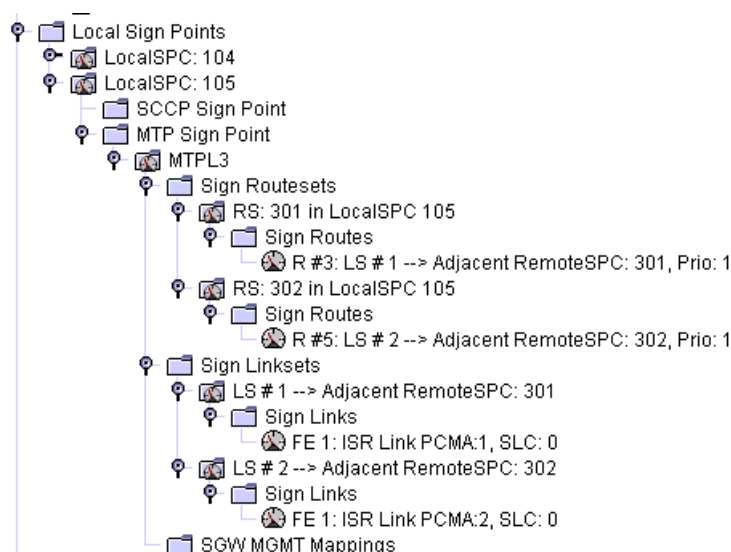 Local Sign Points
LocalSPC: 104
LocalSPC: 105
SCCP Sign Point
MTP Sign Point
MTPL3
Sign Routesets
RS: 301 in LocalSPC 105
Sign Routes
R #3: LS # 1 --> Adjacent RemoteSPC: 301, Prio: 1
RS: 302 in LocalSPC 105
Sign Routes
R #5: LS # 2 --> Adjacent RemoteSPC: 302, Prio: 1
Sign Linksets
LS # 1 --> Adjacent RemoteSPC: 301
Sign Links
FE 1: ISR Link PCMA:1, SLC: 0
LS # 2 --> Adjacent RemoteSPC: 302
Sign Links
FE 1: ISR Link PCMA:2, SLC: 0
SGW MGMT Mappings